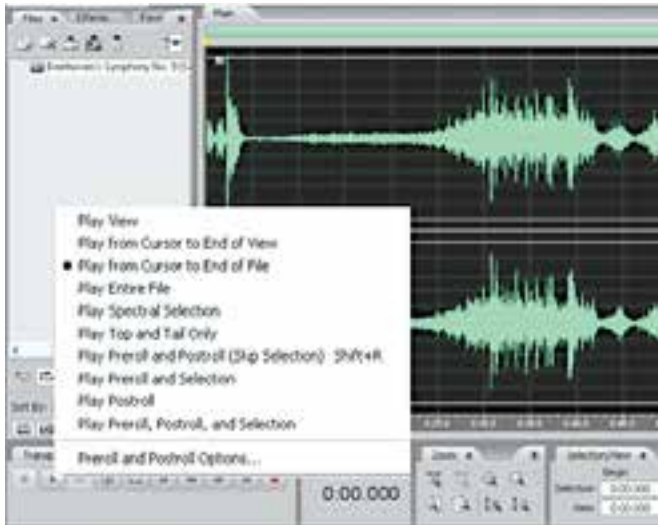 Files Effects Main
Play View
Play from Cursor to End of View
Play from Cursor to End of File
Play Entire File
Play Spectral Selection
Play Top and Tail Only
Play Preroll and Postroll (Skip Selection) Shift+R
Play Preroll and Selection
Play Postroll
Sort By:
Play Preroll, Postroll, and Selection
Preroll and Postroll Options...
Zoom Selection/View
Begin
0:00.000 Selection: 0:00.000
View: 0:00.000